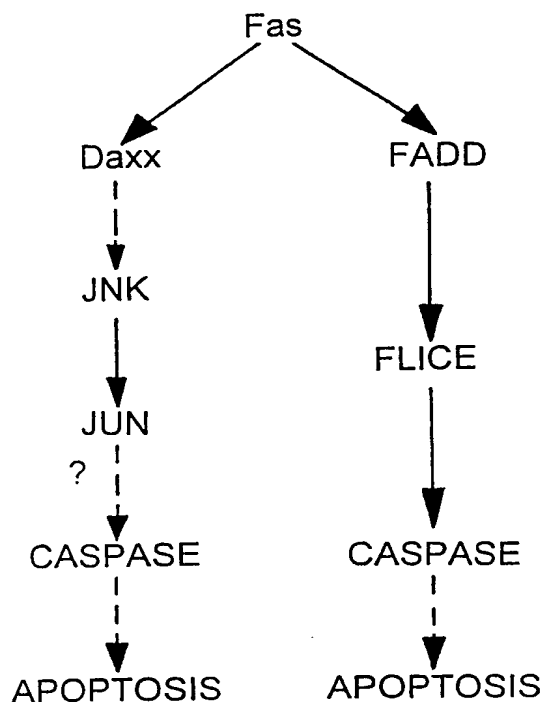 Fas
Daxx
FADD
JNK
FLICE
JUN
?
CASPASE
CASPASE
APOPTOSIS
APOPTOSIS